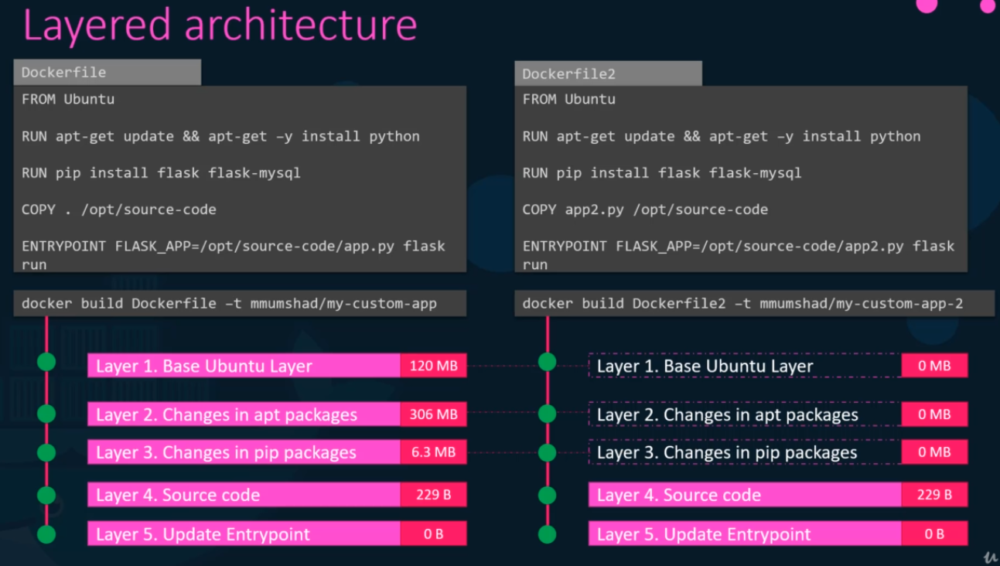 Layered architecture
Dockerfile
FROM Ubuntu
RUN apt-get update && apt-get –y install python
RUN pip install flask flask-mysql
COPY . /opt/source-code
ENTRYPOINT FLASK_APP=/opt/source-code/app.py flask
run
docker build Dockerfile –t mmumshad/my-custom-app
Layer 1. Base Ubuntu Layer 120 MB
Layer 2. Changes in apt packages 306 MB
Layer 3. Changes in pip packages 6.3 MB
Layer 4. Source code 229 B
Layer 5. Update Entrypoint 0 B
Dockerfile2
FROM Ubuntu
RUN apt-get update && apt-get –y install python
RUN pip install flask flask-mysql
COPY app2.py /opt/source-code
ENTRYPOINT FLASK_APP=/opt/source-code/app2.py flask
run
docker build Dockerfile2 –t mmumshad/my-custom-app-2
Layer 1. Base Ubuntu Layer 0 MB
Layer 2. Changes in apt packages 0 MB
Layer 3. Changes in pip packages 0 MB
Layer 4. Source code 229 B
Layer 5. Update Entrypoint 0 B